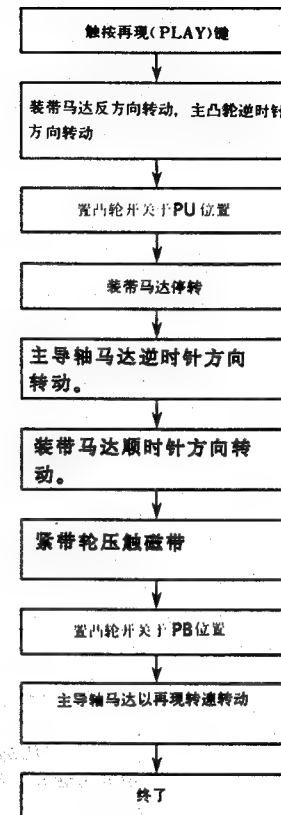 触按再现(PLAY)键
装带马达反方向转动，主凸轮逆时针
方向转动
置凸轮开关于PU位置
装带马达停转
主导轴马达逆时针方向
转动。
装带马达顺时针方向转
动。
紧带轮压触磁带
置凸轮开关于PB位置
主导轴马达以再现转速转动
终了